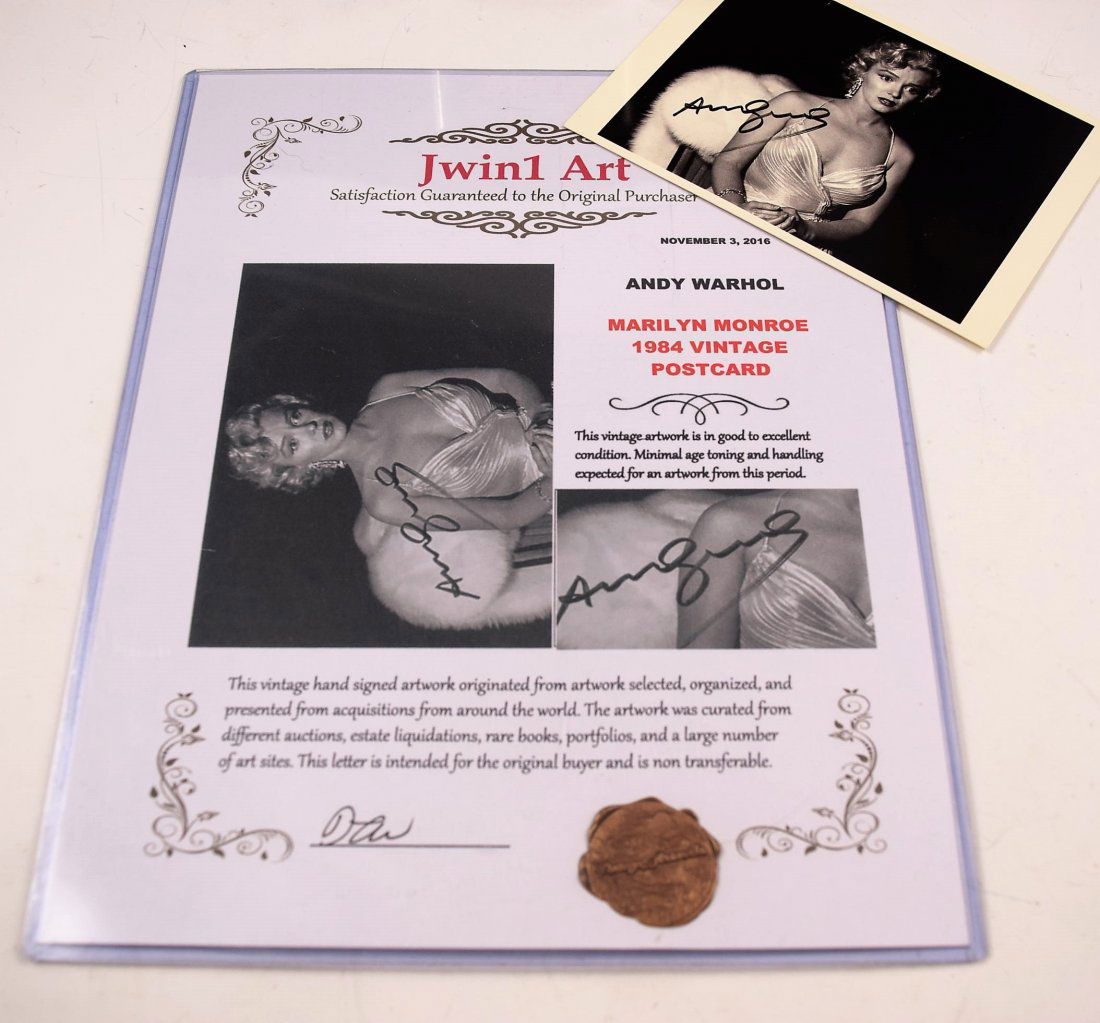 Jwin1 Art
Satisfaction Guaranteed to the Original Purchaser
NOVEMBER 3, 2016
ANDY WARHOL
MARILYN MONROE
1984 VINTAGE
POSTCARD
This vintage artwork is in good to excellent
condition. Minimal age toning and handling
expected for an artwork from this period.
This vintage hand signed artwork originated from artwork selected, organized, and
presented from acquisitions from around the world. The artwork was curated from
different auctions, estate liquidations, rare books, portfolios, and a large number
of art sites. This letter is intended for the original buyer and is non transferable.